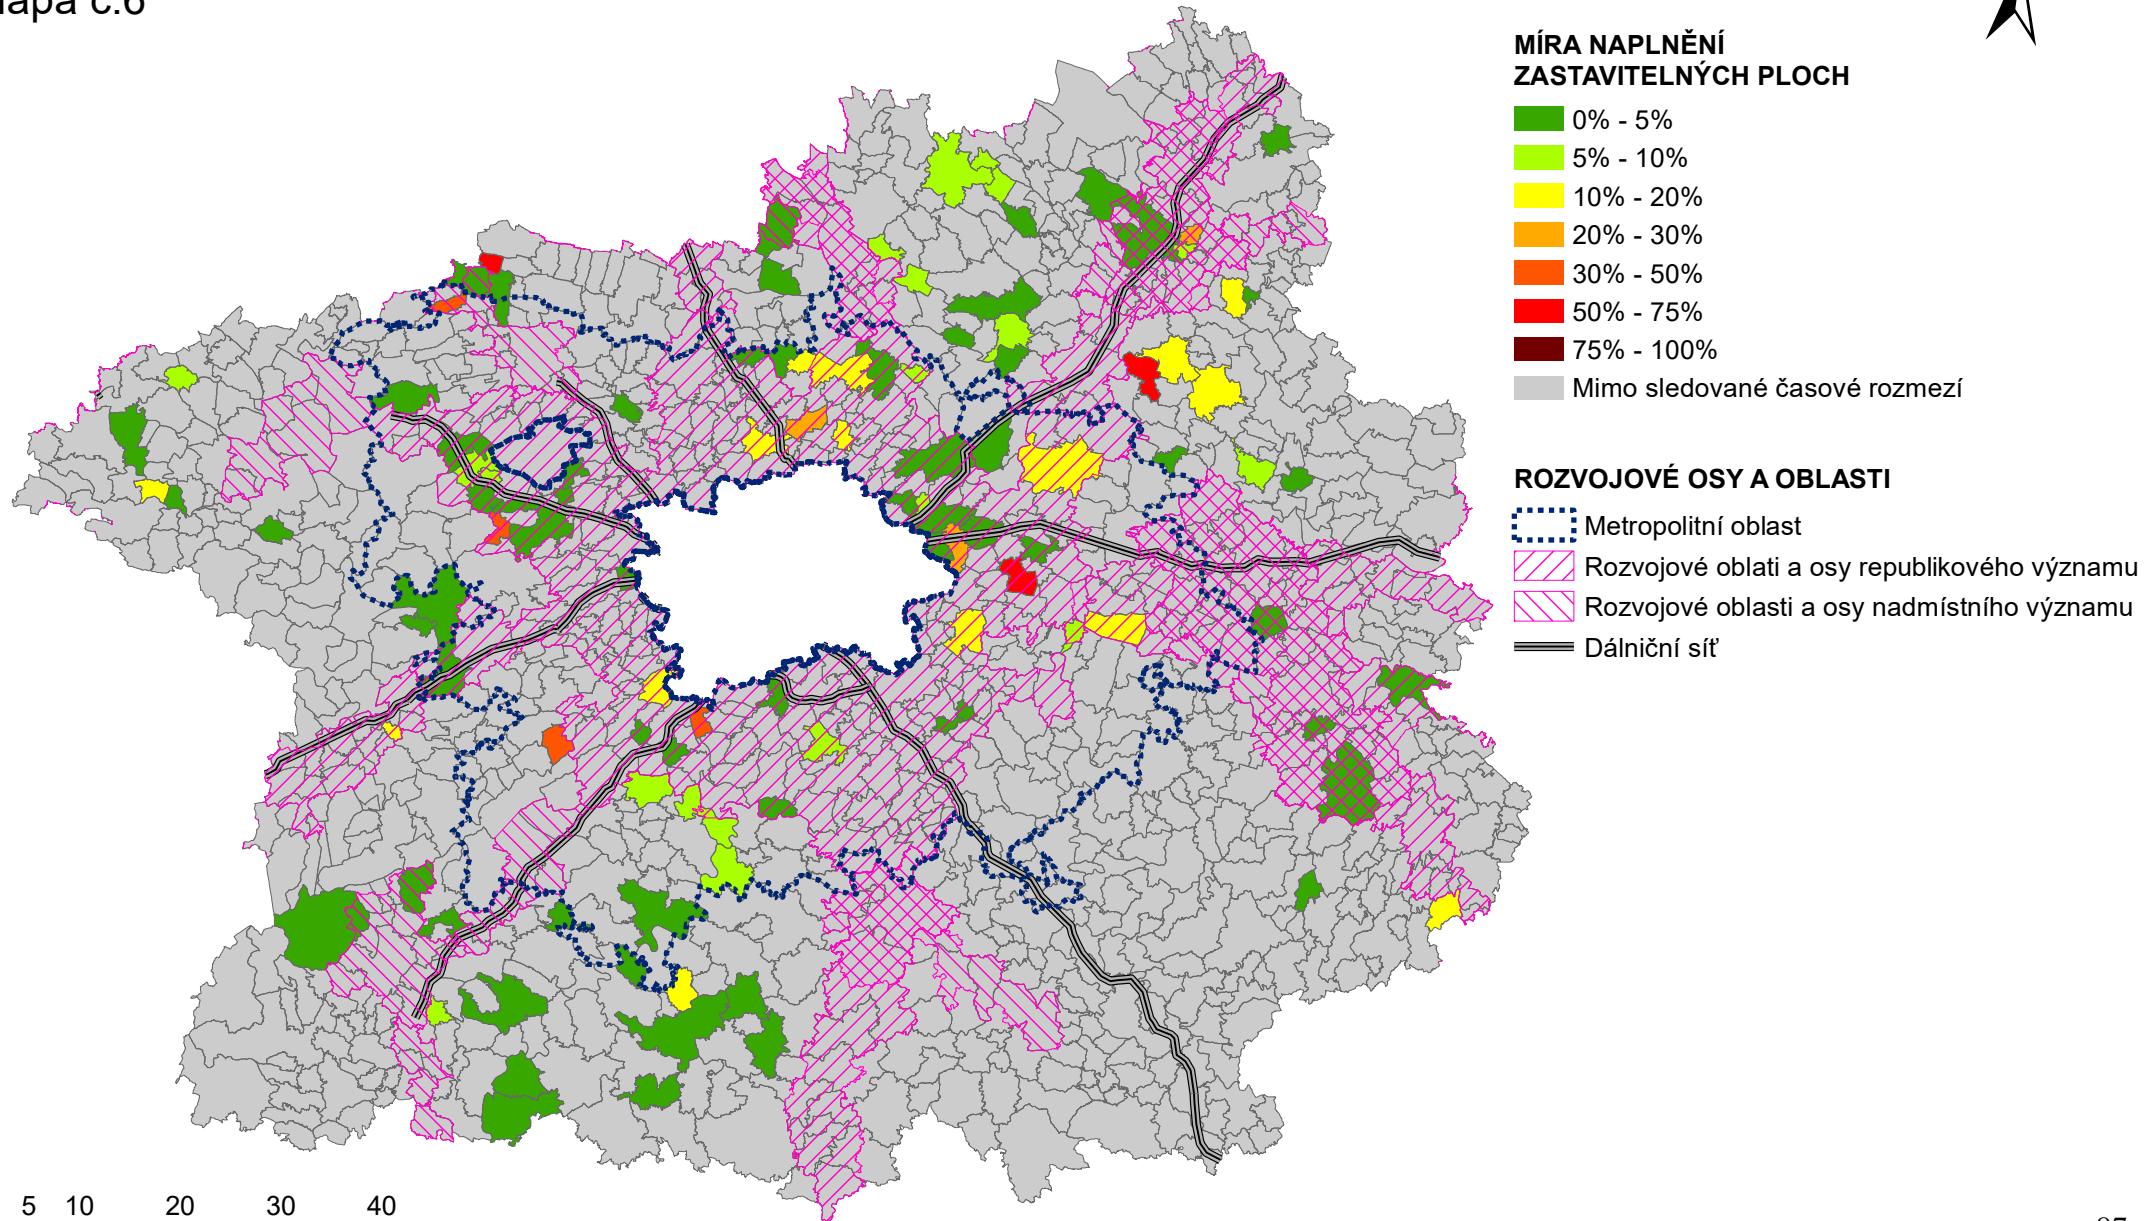 mapa č.6
MÍRA NAPLNĚNÍ
ZASTAVITELNÝCH PLOCH
0% - 5%
5% - 10%
10% - 20%
20% - 30%
30% - 50%
50% - 75%
75% - 100%
Mimo sledované časové rozmezí
ROZVOJOVÉ OSY A OBLASTI
Metropolitní oblast
Rozvojové oblati a osy republikového významu
Rozvojové oblasti a osy nadmístního významu
Dálniční síť
5 10 20 30 40